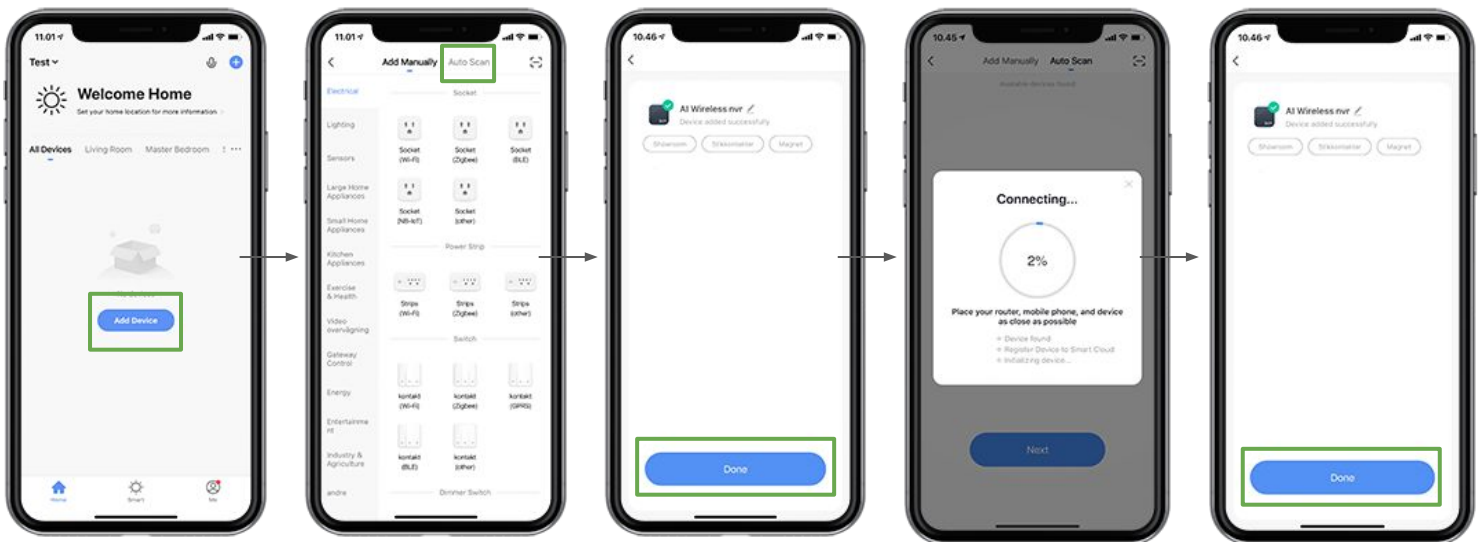 11.01
Test
Welcome Home
Set your home location for more information
All Devices Living Room Master Bedroom
Add Device
Home Smart Me
11.01
Add Manually Auto Scan
Electrical
Lighting
Sensors
Large Home
Appliances
Small Home
Appliances
Kitchen
Appliances
Exercise
& Health
Video
overvågning
Gateway
Control
Energy
Entertainme
nt
Industry &
Agriculture
andre
Socket
Socket
(Wi-Fi)
Socket
(Zigbee)
Socket
(BLE)
Socket
(NB-IoT)
Socket
(other)
Power Strip
Strips
(Wi-Fi)
Strips
(Zigbee)
Strips
(other)
Switch
kontakt
(Wi-Fi)
kontakt
(Zigbee)
kontakt
(GPRS)
kontakt
(BLE)
kontakt
(other)
Dimmer Switch
10.46
AI Wireless nvr
Device added successfully
Showroom Stikkontakter Magnet
Done
10.45
Add Manually Auto Scan
Connecting...
2%
Place your router, mobile phone, and device
as close as possible
Device found
Register Device to Smart Cloud
Initializing device...
Next
10.46
AI Wireless nvr
Device added successfully
Showroom Stikkontakter Magnet
Done